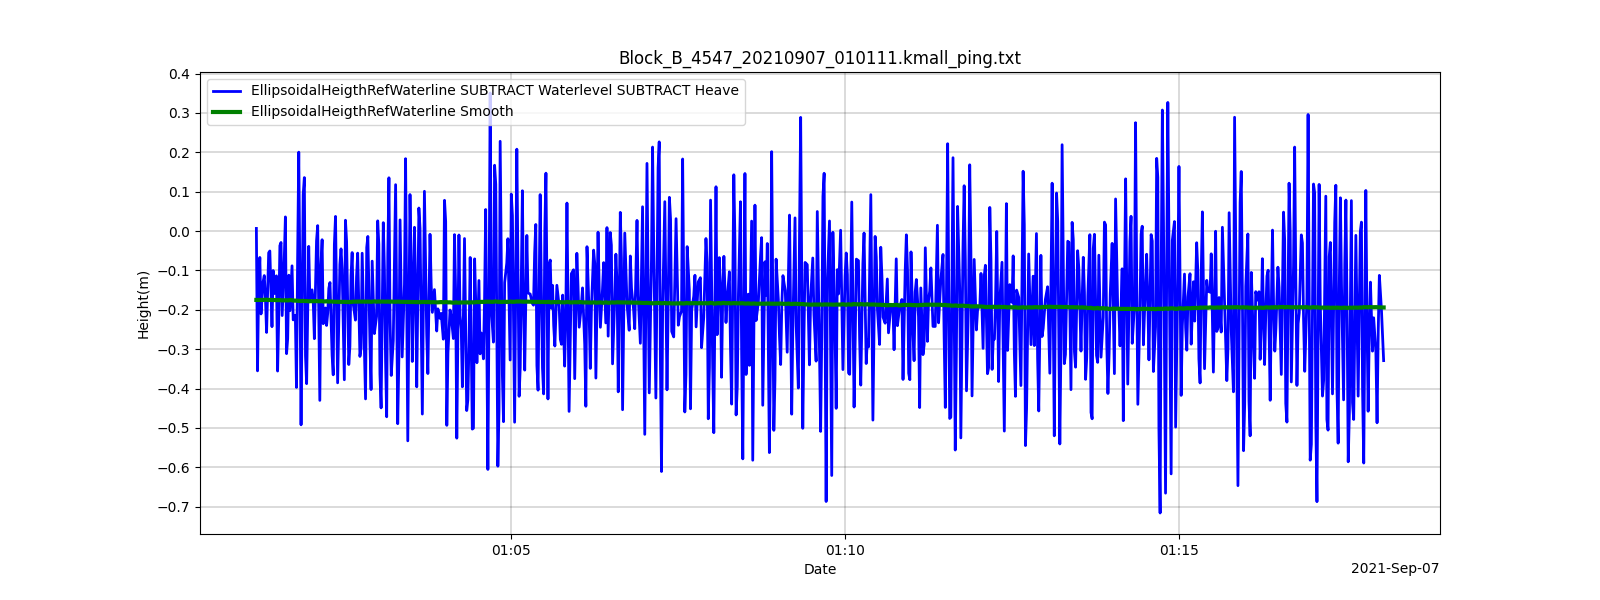 Block_B_4547_20210907_010111.kmall_ping.txt
EllipsoidalHeigthRefWaterline SUBTRACT Waterlevel SUBTRACT Heave
EllipsoidalHeigthRefWaterline Smooth
Height(m)
0.4
0.3
0.2
0.1
0.0
−0.1
−0.2
−0.3
−0.4
−0.5
−0.6
−0.7
01:05
01:10
01:15
Date
2021-Sep-07